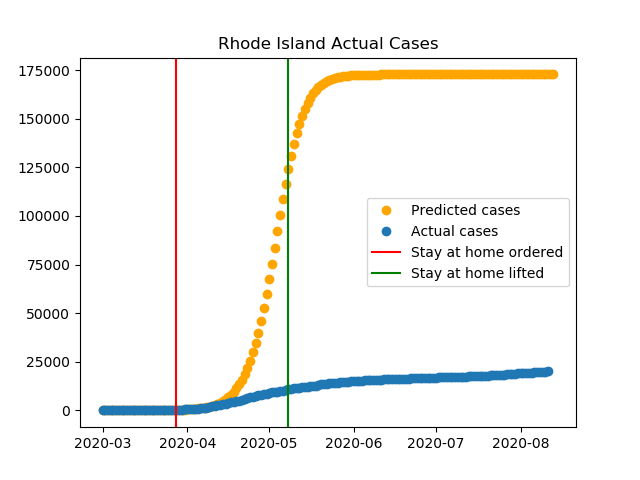 Rhode Island Actual Cases
175000
150000
125000
100000
75000
50000
25000
0
Predicted cases
Actual cases
Stay at home ordered
Stay at home lifted
2020-03 2020-04 2020-05 2020-06 2020-07 2020-08